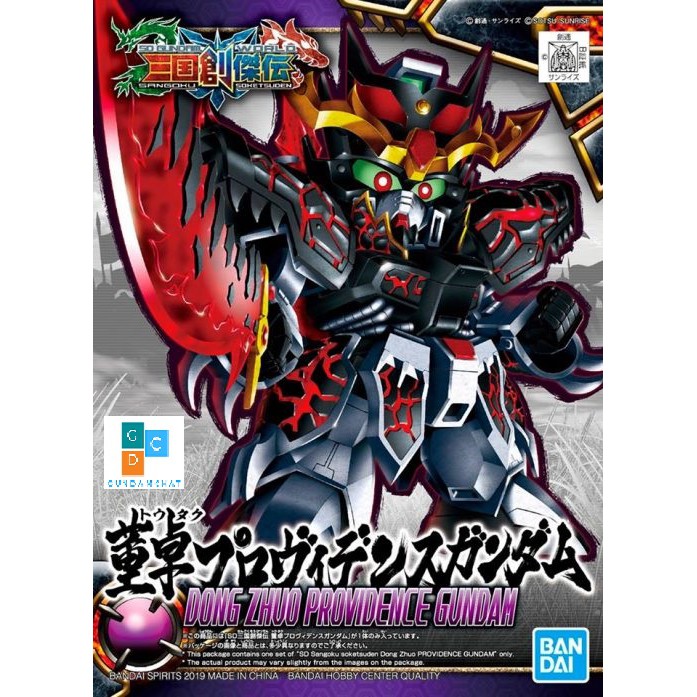 © 創通・サンライズ © SOTSU, SUNRISE
SD GUNDAM WORLD
三国創傑伝
SANGOKU SOKETSUDEN
創通
サンライズ
G
C
D
GUNDAMCHAT
トウ タク
董卓プロヴィデンスガンダム
DONG ZHUO PROVIDENCE GUNDAM
※この商品には「SD三国創傑伝 董卓プロヴィデンスガンダム」が1体のみ入っています。
※パッケージの画像と商品とは、多少異なりますのでご了承ください。
* This package contains one set of "SD Sangoku soketsuden Dong Zhuo PROVIDENCE GUNDAM" only.
* The actual product may vary slightly from the images on the package.
BANDAI SPIRITS 2019 MADE IN CHINA BANDAI HOBBY CENTER QUALITY
BAN
DAI